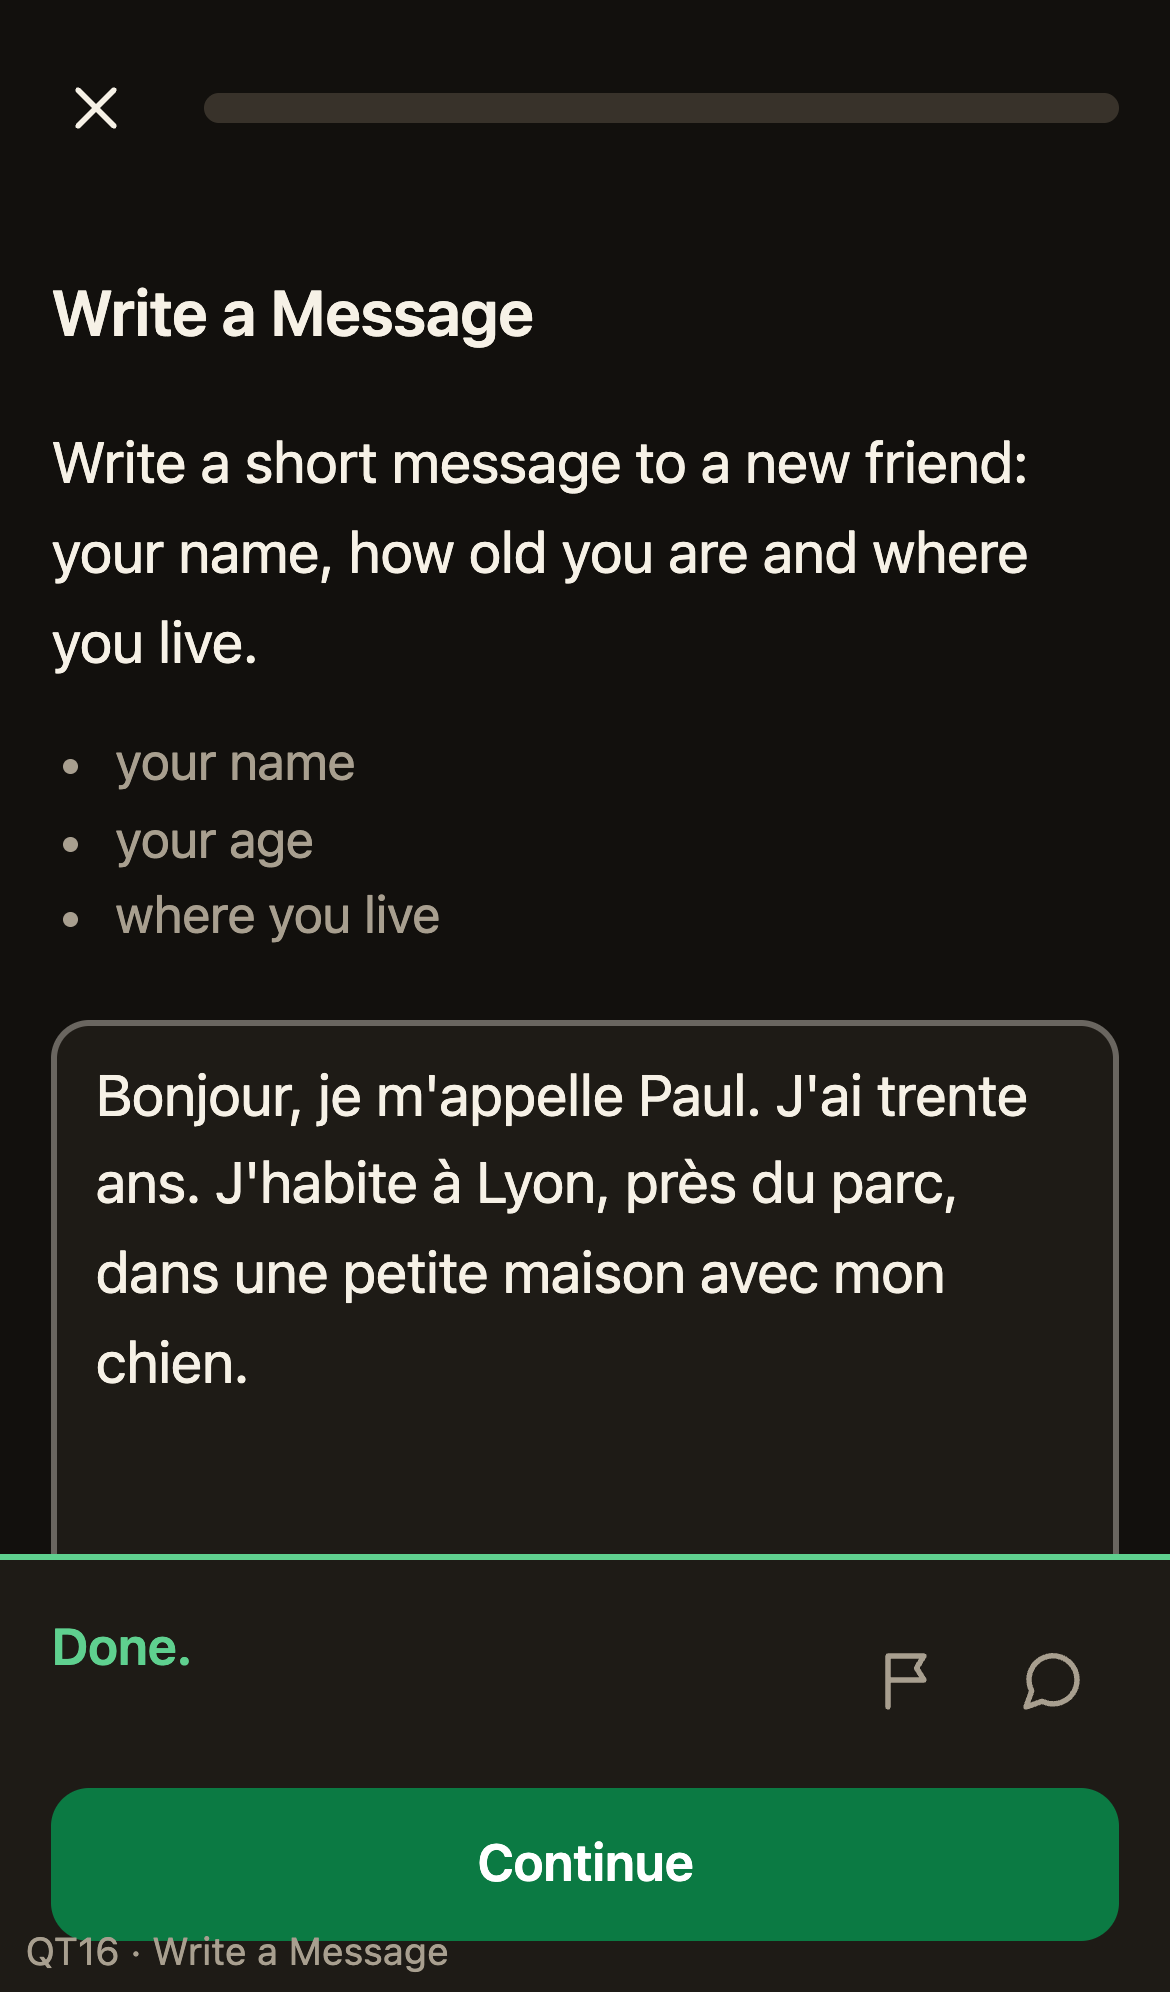 Write a Message
Write a short message to a new friend:
your name, how old you are and where
you live.
• your name
• your age
• where you live
Bonjour, je m'appelle Paul. J'ai trente
ans. J'habite à Lyon, près du parc,
dans une petite maison avec mon
chien.
Done.
Continue
QT16 · Write a Message